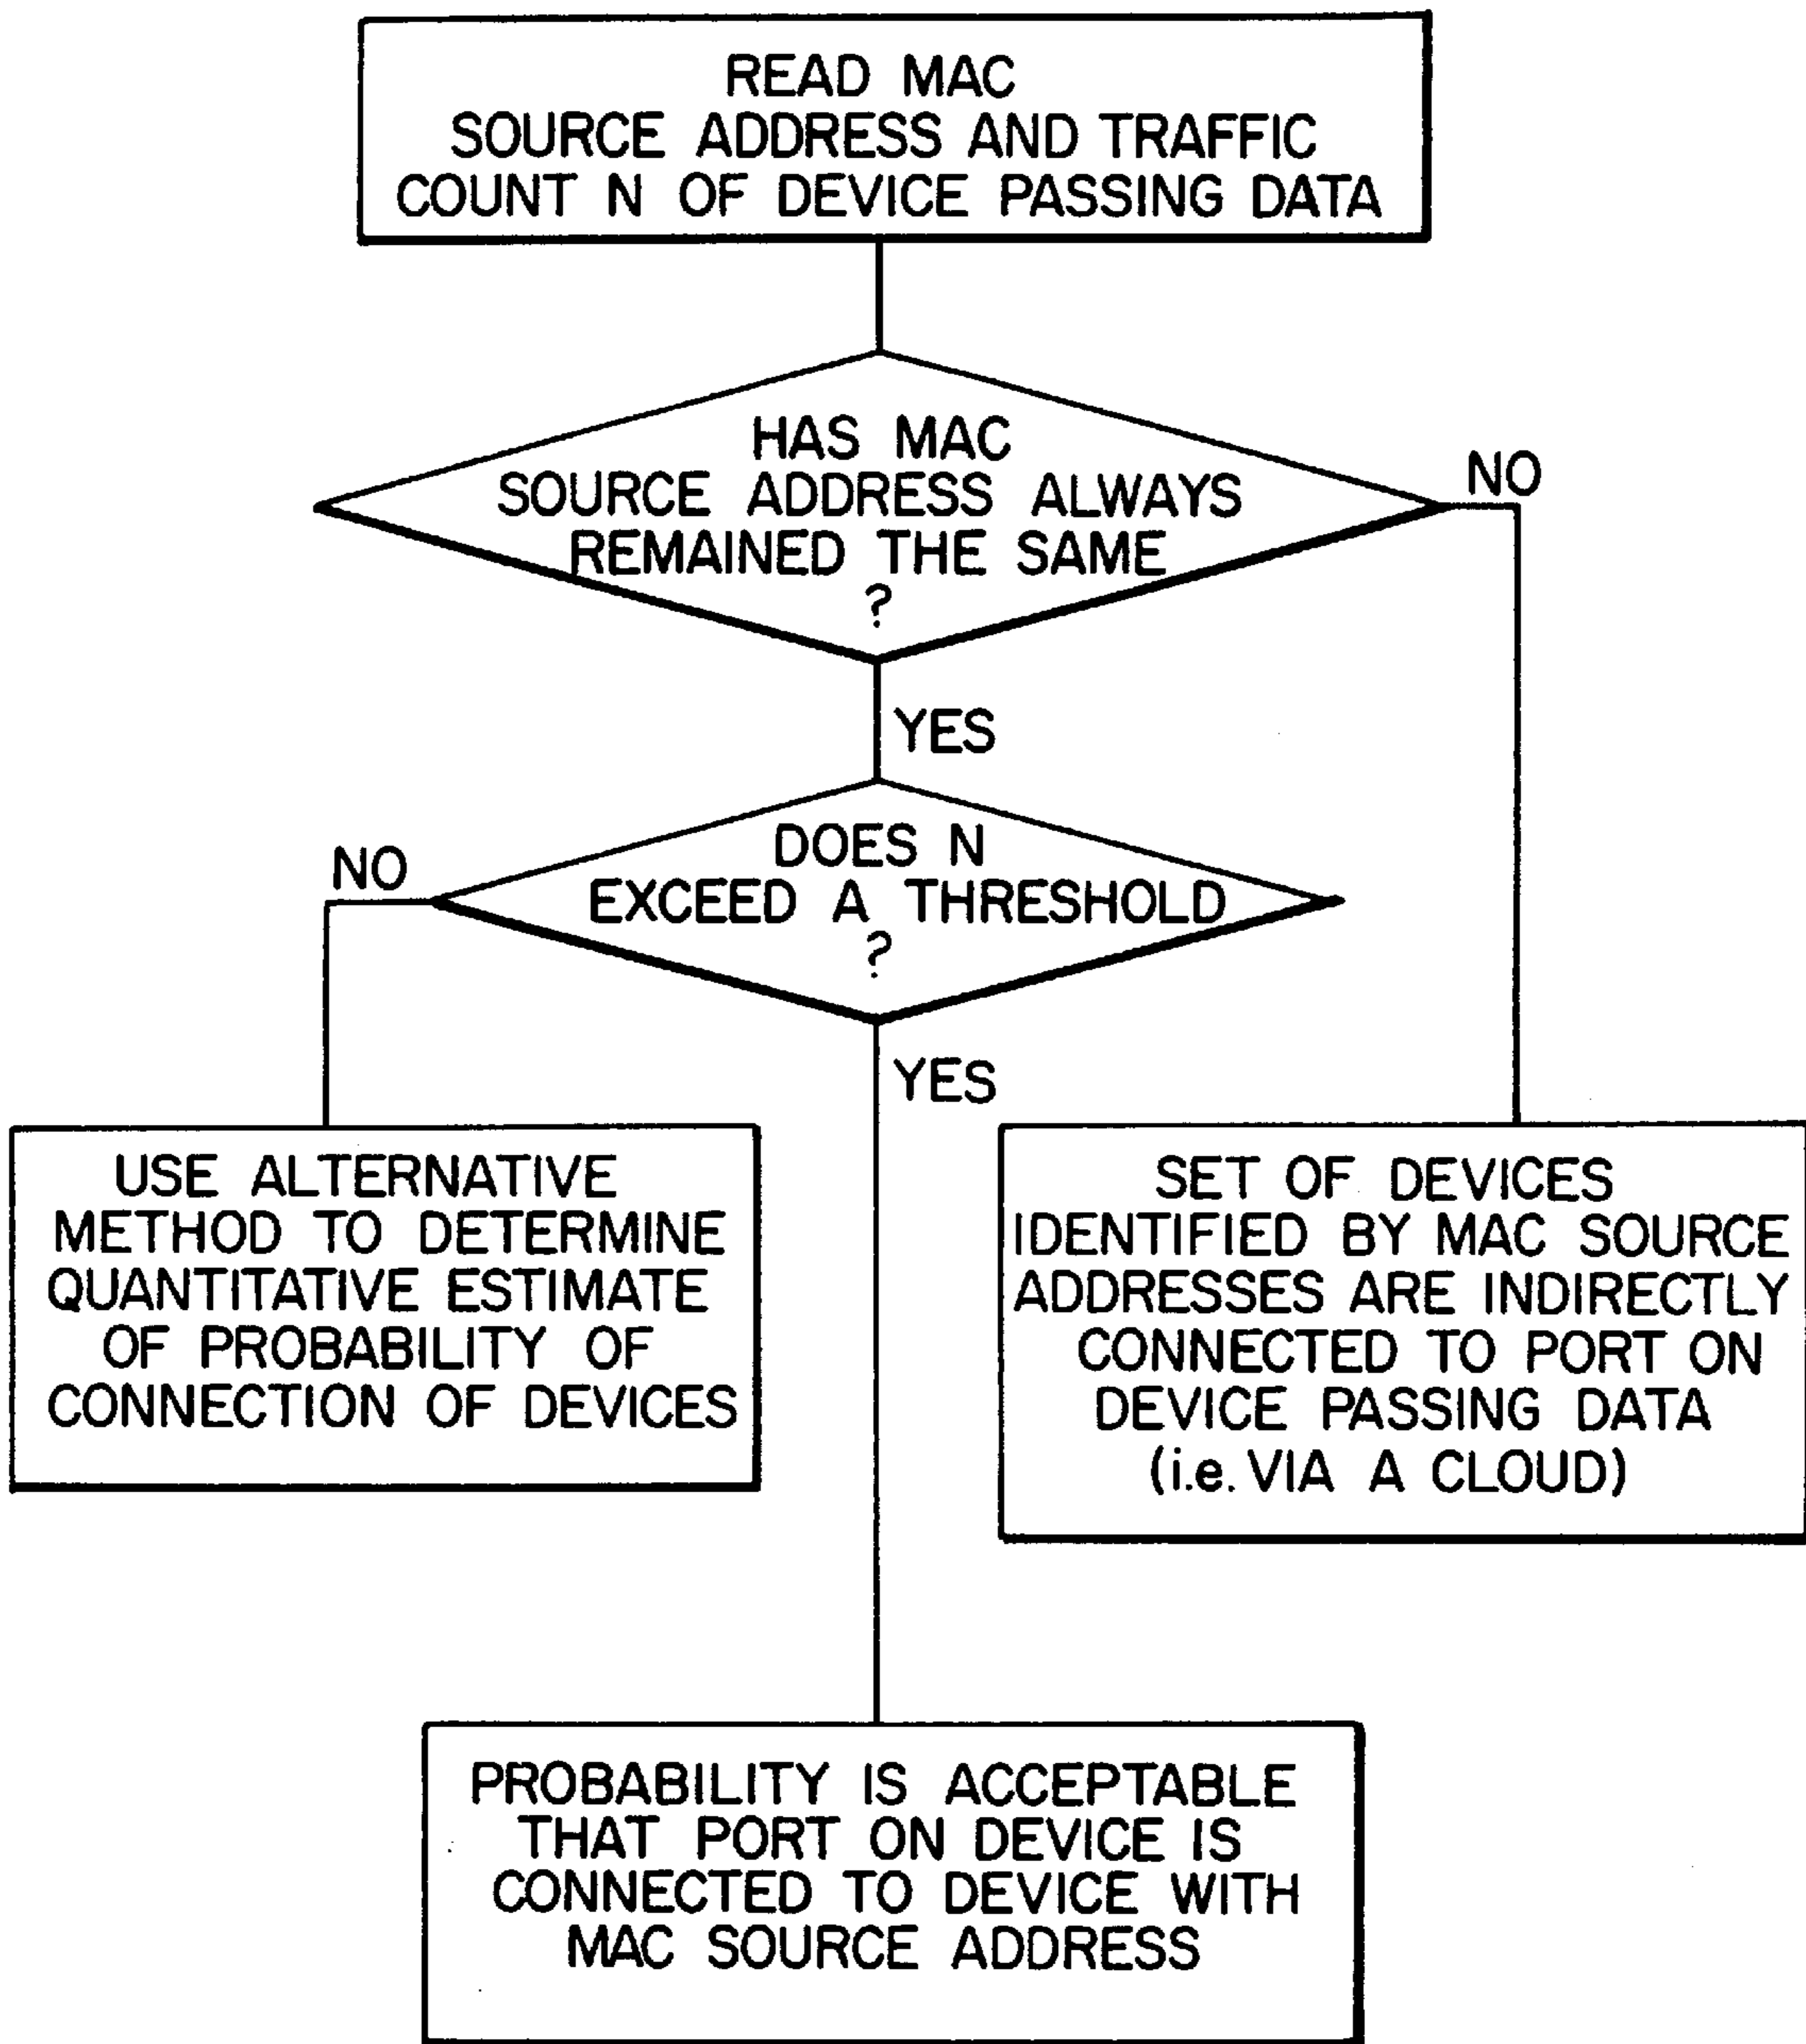 READ MAC
SOURCE ADDRESS AND TRAFFIC
COUNT N OF DEVICE PASSING DATA
HAS MAC
SOURCE ADDRESS ALWAYS
REMAINED THE SAME
?
NO
YES
DOES N
EXCEED A THRESHOLD
?
NO
YES
USE ALTERNATIVE
METHOD TO DETERMINE
QUANTITATIVE ESTIMATE
OF PROBABILITY OF
CONNECTION OF DEVICES
SET OF DEVICES
IDENTIFIED BY MAC SOURCE
ADDRESSES ARE INDIRECTLY
CONNECTED TO PORT ON
DEVICE PASSING DATA
(i.e. VIA A CLOUD)
PROBABILITY IS ACCEPTABLE
THAT PORT ON DEVICE IS
CONNECTED TO DEVICE WITH
MAC SOURCE ADDRESS